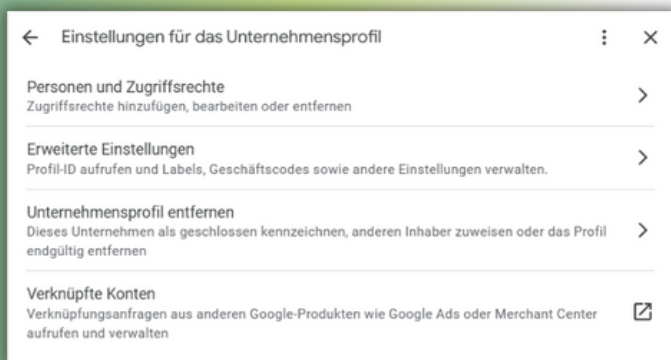 Einstellungen für das Unternehmensprofil
Personen und Zugriffsrechte
Zugriffsrechte hinzufügen, bearbeiten oder entfernen
Erweiterte Einstellungen
Profil-ID aufrufen und Labels, Geschäftscodes sowie andere Einstellungen verwalten.
Unternehmensprofil entfernen
Dieses Unternehmen als geschlossen kennzeichnen, anderen Inhaber zuweisen oder das Profil
endgültig entfernen
Verknüpfte Konten
Verknüpfungsanfragen aus anderen Google-Produkten wie Google Ads oder Merchant Center
aufrufen und verwalten